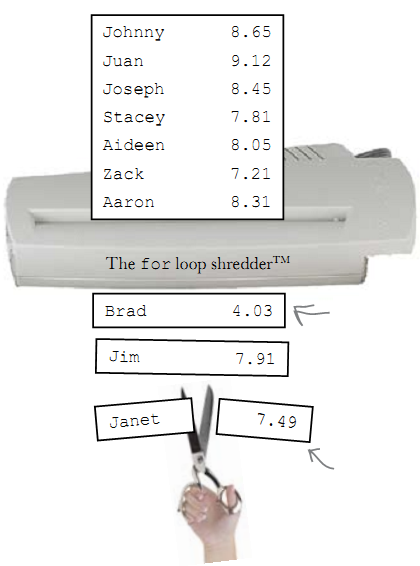 Johnny 8.65
Juan 9.12
Joseph 8.45
Stacey 7.81
Aideen 8.05
Zack 7.21
Aaron 8.31
The for loop shredder™
Brad 4.03
Jim 7.91
Janet 7.49